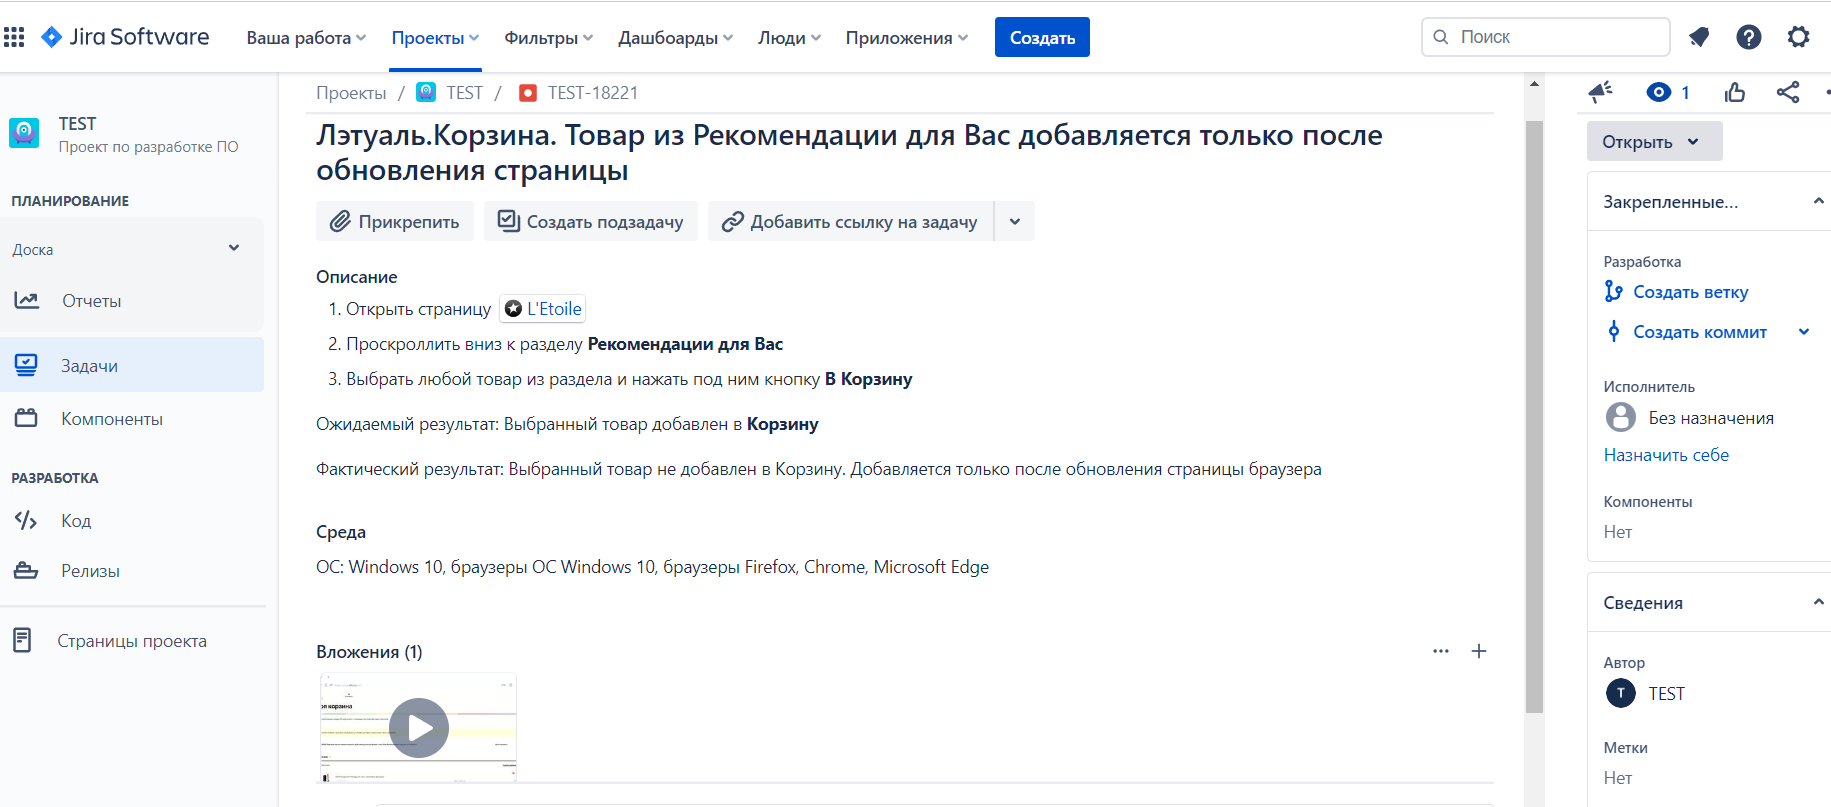 Jira Software
Ваша работа
Проекты
Фильтры
Дашборды
Люди
Приложения
Создать
Поиск
TEST
Проект по разработке ПО
ПЛАНИРОВАНИЕ
Доска
Отчеты
Задачи
Компоненты
РАЗРАБОТКА
Код
Релизы
Страницы проекта
Проекты / TEST / TEST-18221
Лэтуаль.Корзина. Товар из Рекомендации для Вас добавляется только после
обновления страницы
Прикрепить
Создать подзадачу
Добавить ссылку на задачу
Описание
1. Открыть страницу L'Etoile
2. Проскроллить вниз к разделу Рекомендации для Вас
3. Выбрать любой товар из раздела и нажать под ним кнопку В Корзину
Ожидаемый результат: Выбранный товар добавлен в Корзину
Фактический результат: Выбранный товар не добавлен в Корзину. Добавляется только после обновления страницы браузера
Среда
ОС: Windows 10, браузеры ОС Windows 10, браузеры Firefox, Chrome, Microsoft Edge
Вложения (1)
1
Открыть
Закрепленные...
Разработка
Создать ветку
Создать коммит
Исполнитель
Без назначения
Назначить себе
Компоненты
Нет
Сведения
Автор
T TEST
Метки
Нет